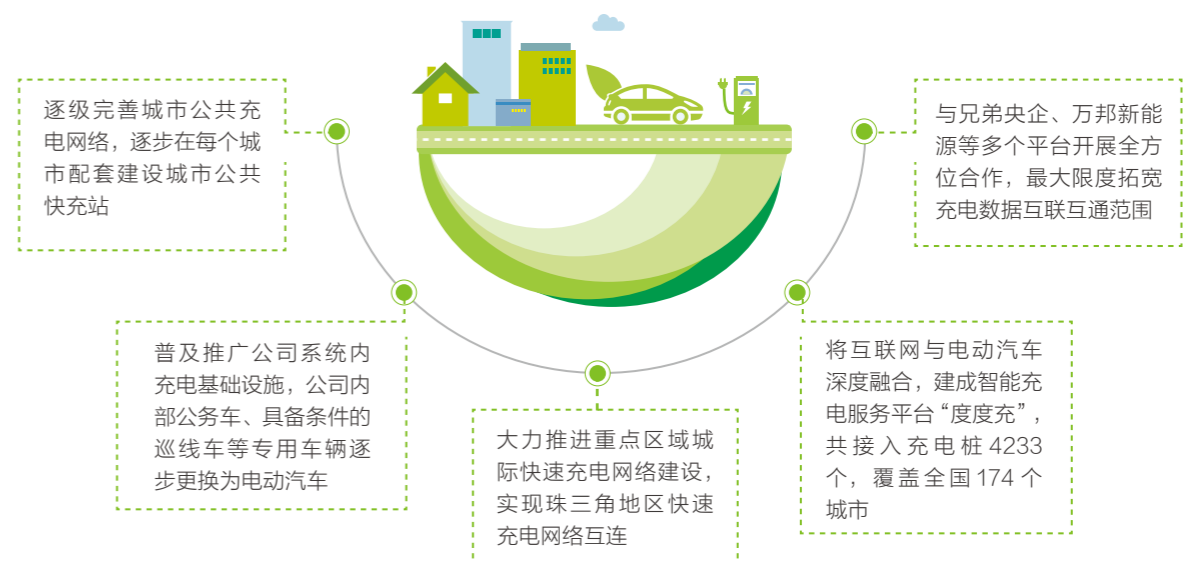 逐级完善城市公共充
电网络，逐步在每个城
市配套建设城市公共
快充站
普及推广公司系统内
充电基础设施，公司内
部公务车、具备条件的
巡线车等专用车辆逐
步更换为电动汽车
大力推进重点区域城
际快速充电网络建设，
实现珠三角地区快速
充电网络互连
将互联网与电动汽车
深度融合，建成智能充
电服务平台“度度充”，
共接入充电桩4233
个，覆盖全国174个
城市
与兄弟央企、万邦新能
源等多个平台开展全方
位合作，最大限度拓宽
充电数据互联互通范围